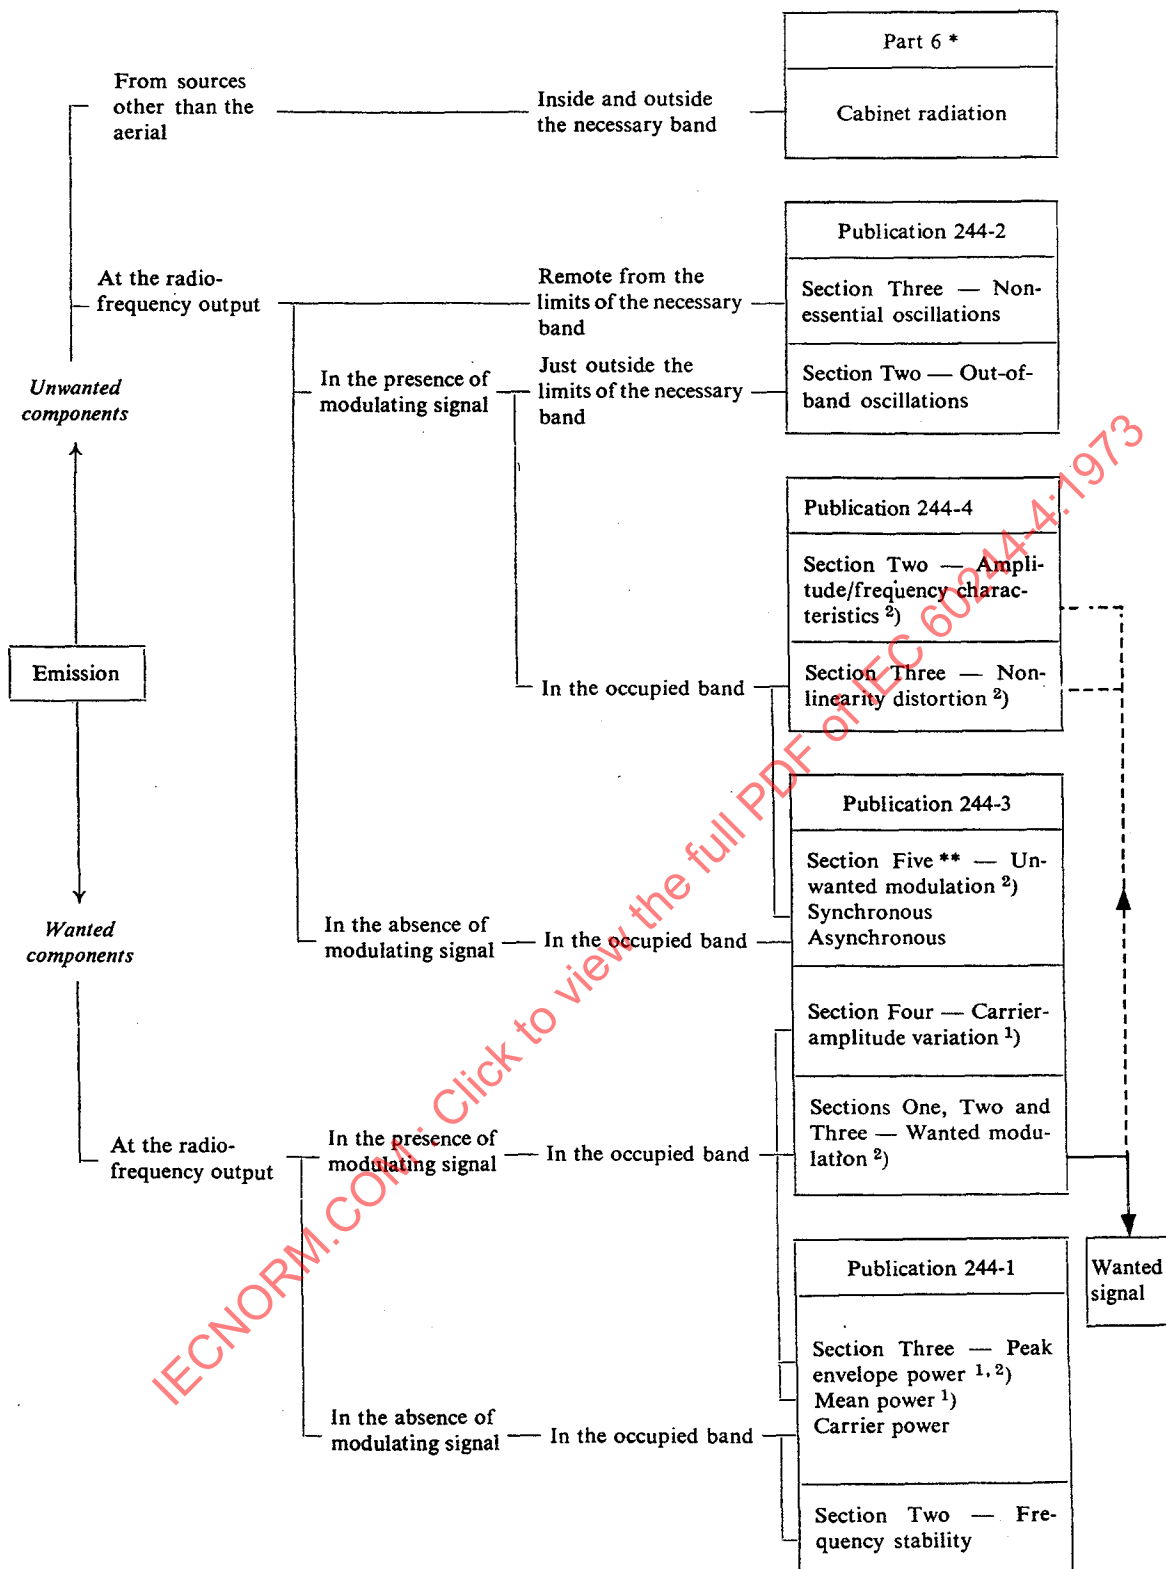 Part 6 *
From sources
other than the
aerial
Inside and outside
the necessary band
Cabinet radiation
Publication 244-2
At the radio-
frequency output
Remote from the
limits of the necessary
band
Section Three — Non-
essential oscillations
Unwanted
components
In the presence of
modulating signal
Just outside the
limits of the necessary
band
Section Two — Out-of-
band oscillations
Publication 244-4
Section Two — Ampli-
tude/frequency charac-
teristics 2)
Emission
In the occupied band
Section Three — Non-
linearity distortion 2)
Publication 244-3
Section Five ** — Un-
wanted modulation 2)
Synchronous
Asynchronous
Wanted
components
In the absence of
modulating signal
In the occupied band
Section Four — Carrier-
amplitude variation 1)
At the radio-
frequency output
In the presence of
modulating signal
In the occupied band
Sections One, Two and
Three — Wanted modu-
lation 2)
Publication 244-1
Wanted
signal
Section Three — Peak
envelope power 1, 2)
Mean power 1)
Carrier power
In the absence of
modulating signal
In the occupied band
Section Two — Fre-
quency stability
IECNORM.COM : Click to view the full PDF of IEC 60244-4:1973